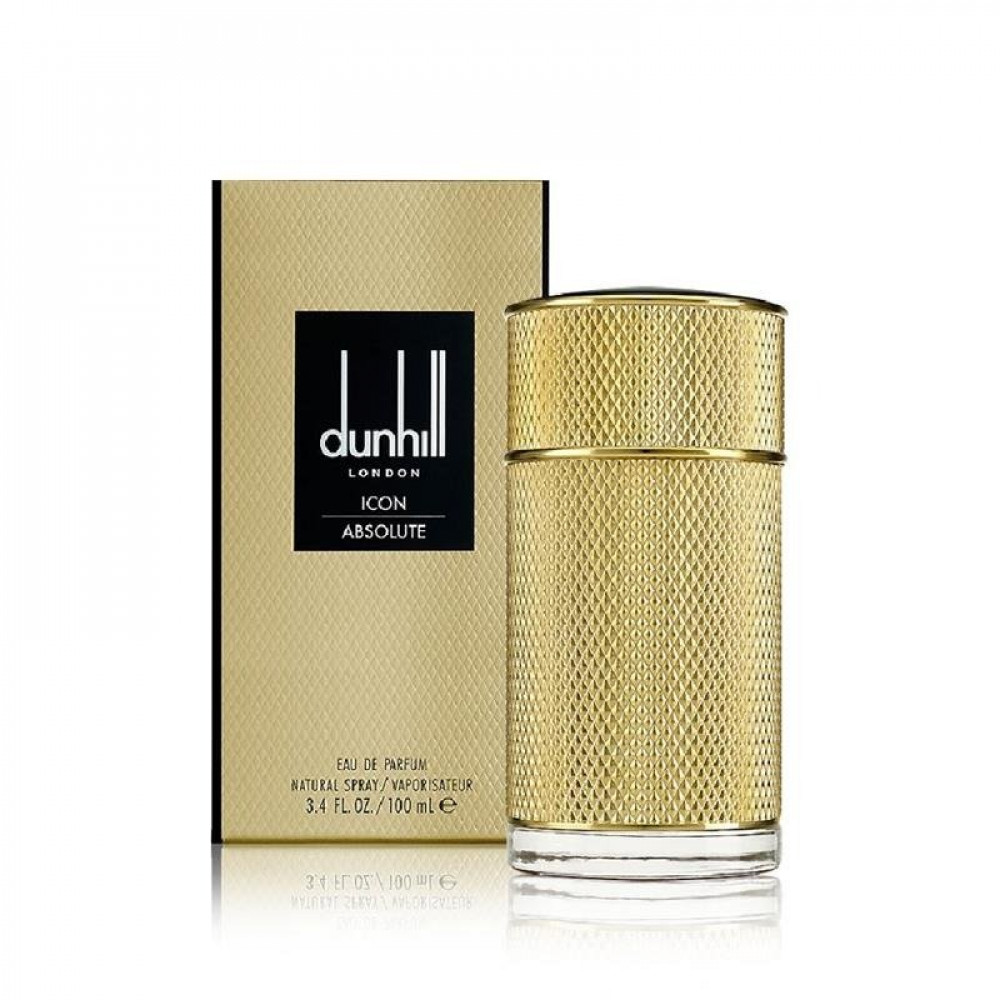 dunhill
LONDON
ICON
ABSOLUTE
EAU DE PARFUM
NATURAL SPRAY/VAPORISATEUR
3.4 FL.OZ./100 mL ℮